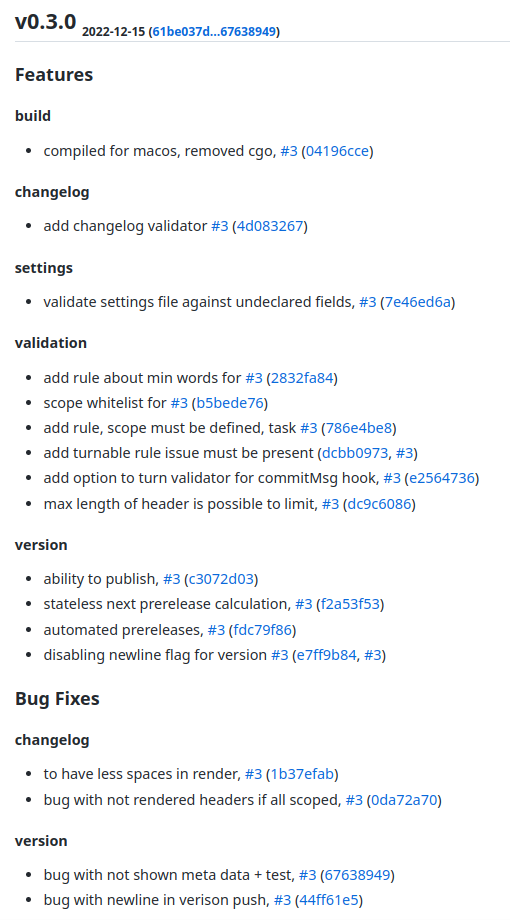 v0.3.0 2022-12-15 (61be037d...67638949)
Features
build
• compiled for macos, removed cgo, #3 (04196cce)
changelog
• add changelog validator #3 (4d083267)
settings
• validate settings file against undeclared fields, #3 (7e46ed6a)
validation
• add rule about min words for #3 (2832fa84)
• scope whitelist for #3 (b5bede76)
• add rule, scope must be defined, task #3 (786e4be8)
• add turnable rule issue must be present (dcbb0973, #3)
• add option to turn validator for commitMsg hook, #3 (e2564736)
• max length of header is possible to limit, #3 (dc9c6086)
version
• ability to publish, #3 (c3072d03)
• stateless next prerelease calculation, #3 (f2a53f53)
• automated prereleases, #3 (fdc79f86)
• disabling newline flag for version #3 (e7ff9b84, #3)
Bug Fixes
changelog
• to have less spaces in render, #3 (1b37efab)
• bug with not rendered headers if all scoped, #3 (0da72a70)
version
• bug with not shown meta data + test, #3 (67638949)
• bug with newline in verison push, #3 (44ff61e5)